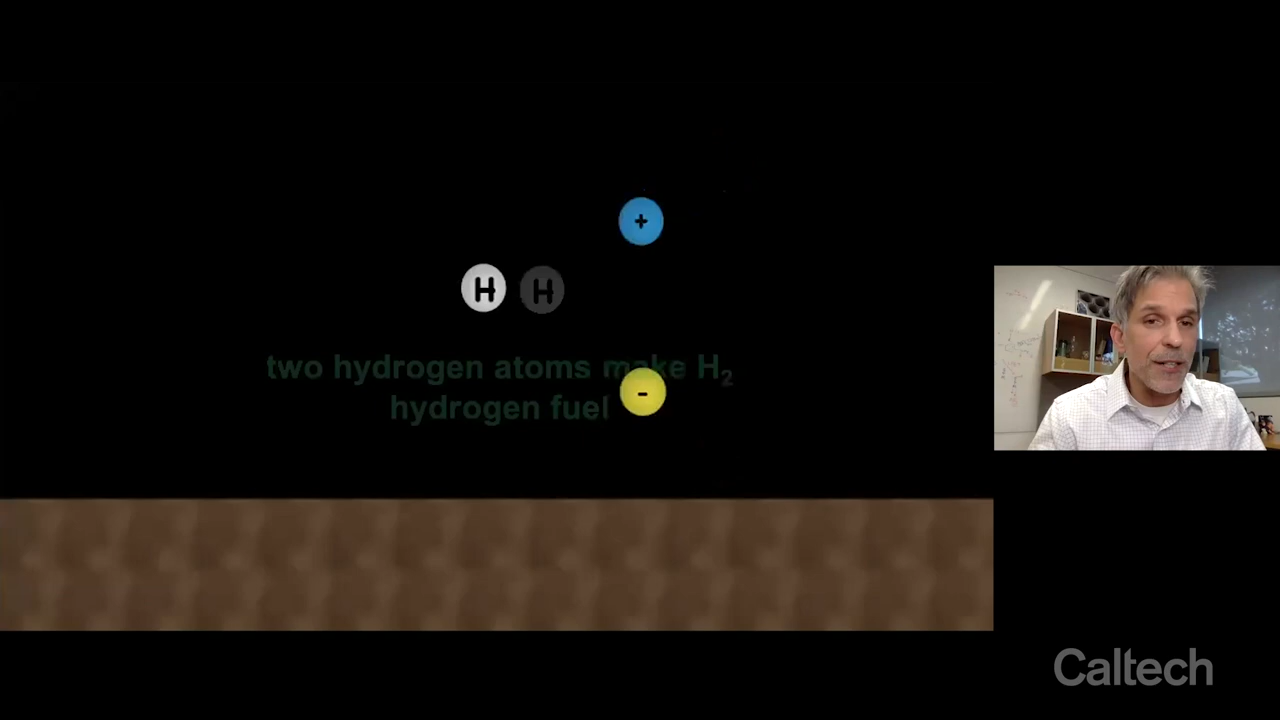 +
H H
two hydrogen atoms make H₂
hydrogen fuel
-
Caltech